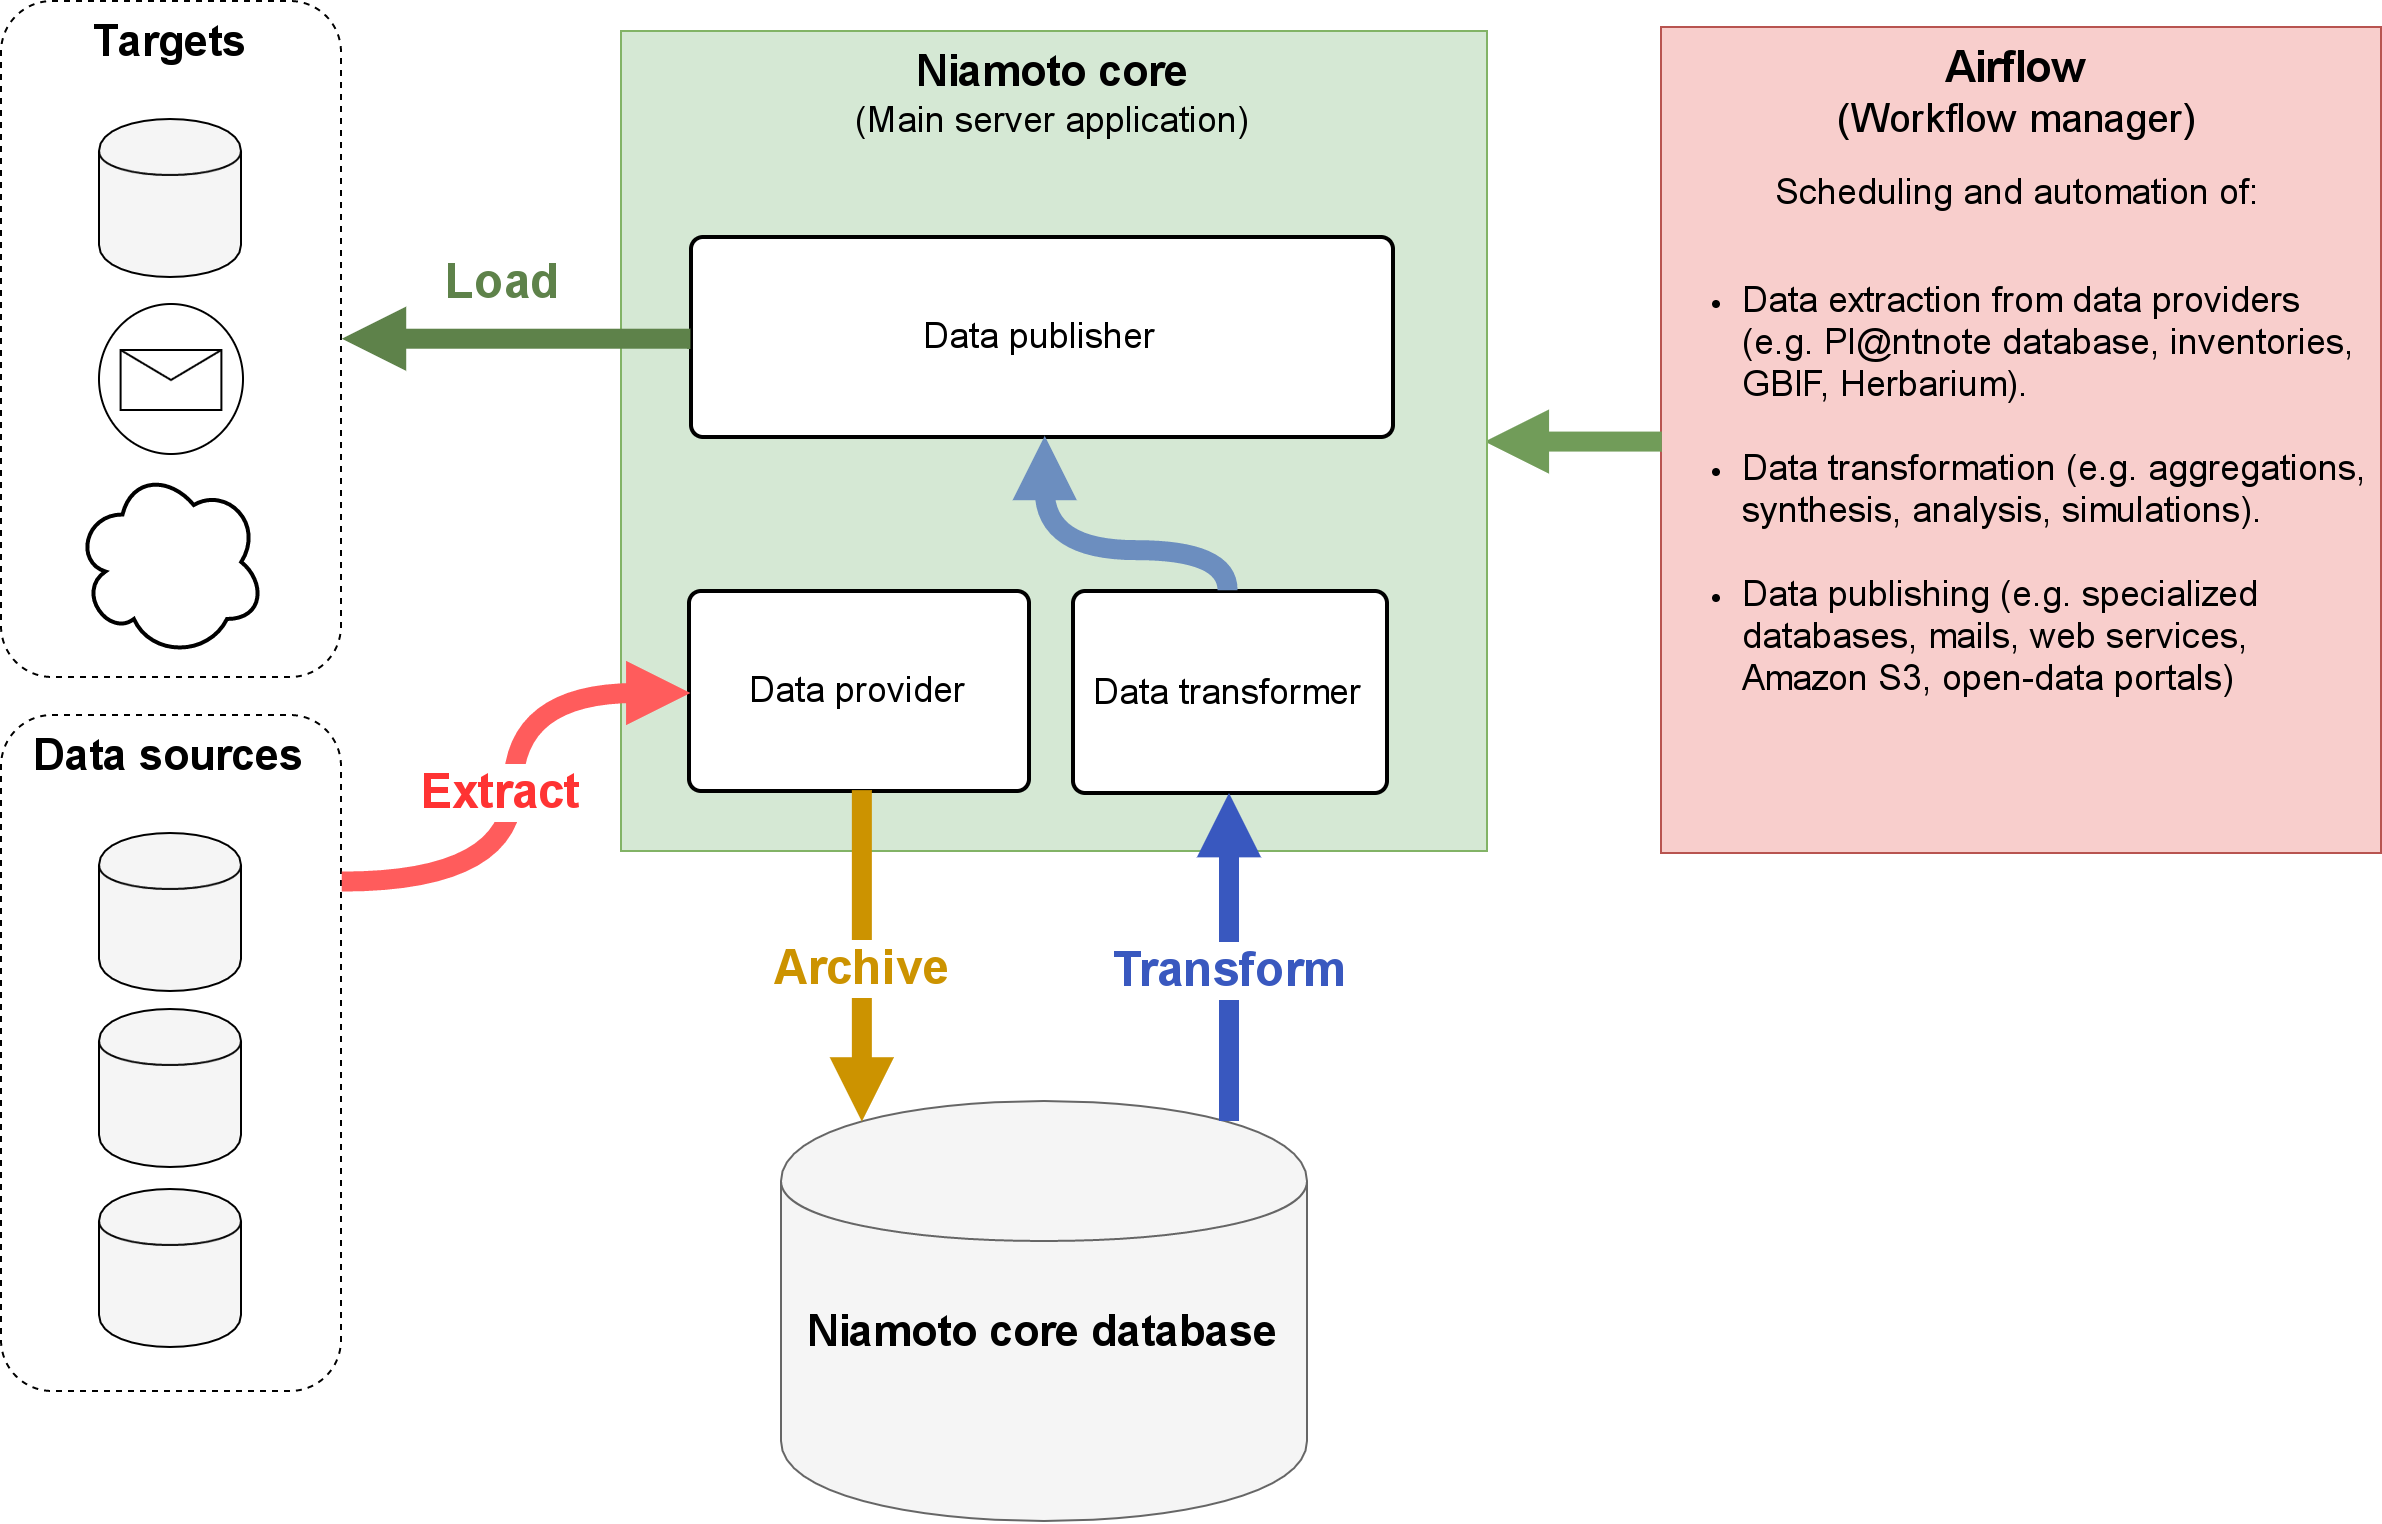 Targets
Load
Data sources
Extract
Niamoto core
(Main server application)
Data publisher
Data provider
Data transformer
Archive
Transform
Niamoto core database
Airflow
(Workflow manager)
Scheduling and automation of:
• Data extraction from data providers
(e.g. Pl@ntnote database, inventories,
GBIF, Herbarium).
• Data transformation (e.g. aggregations,
synthesis, analysis, simulations).
• Data publishing (e.g. specialized
databases, mails, web services,
Amazon S3, open-data portals)